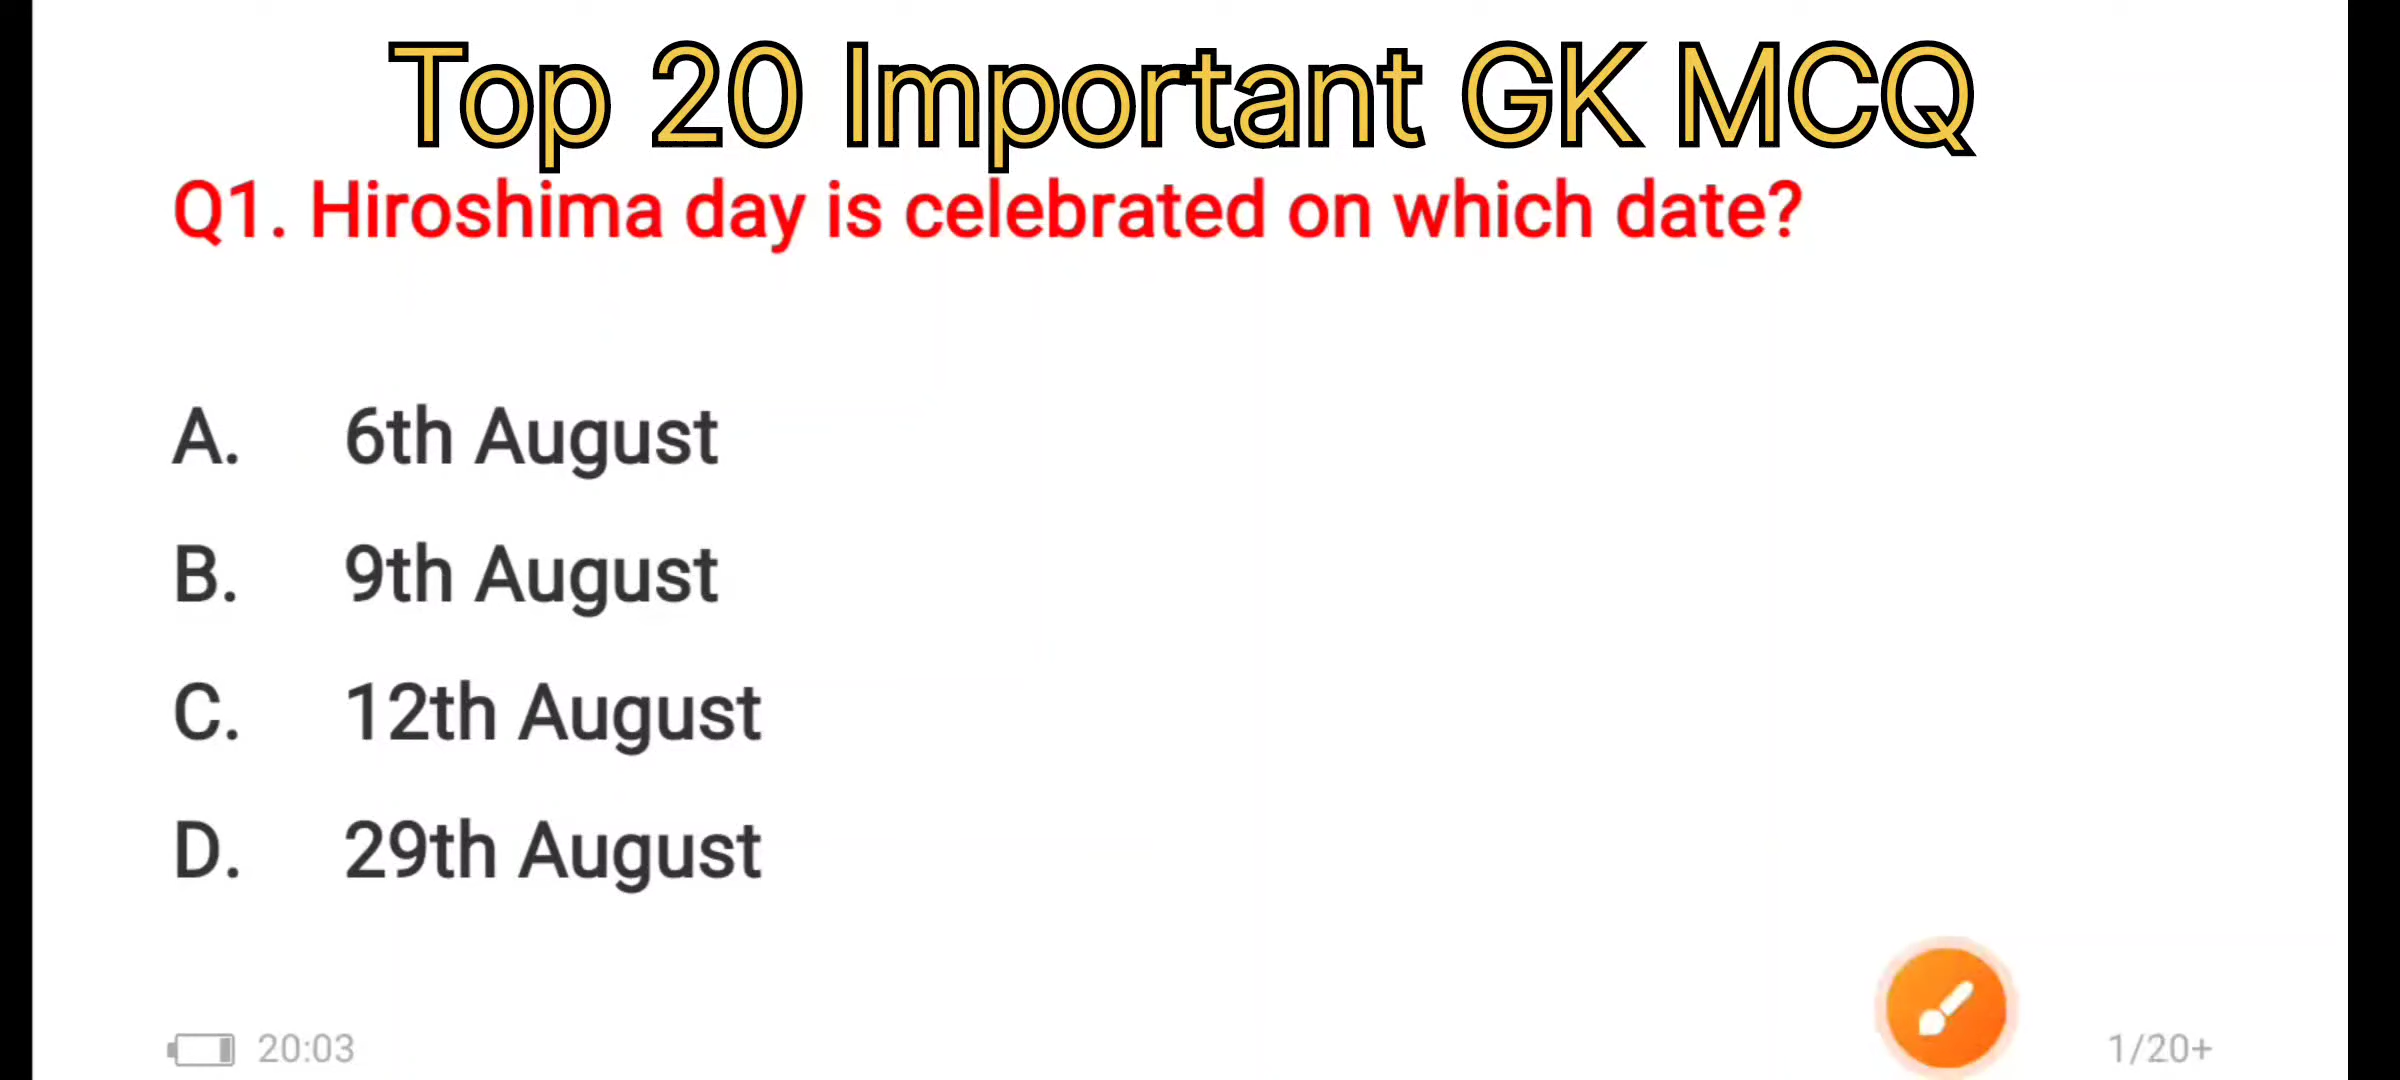 Top 20 Important GK MCQ
Q1. Hiroshima day is celebrated on which date?
A. 6th August
B. 9th August
C. 12th August
D. 29th August
20:03 1/20+